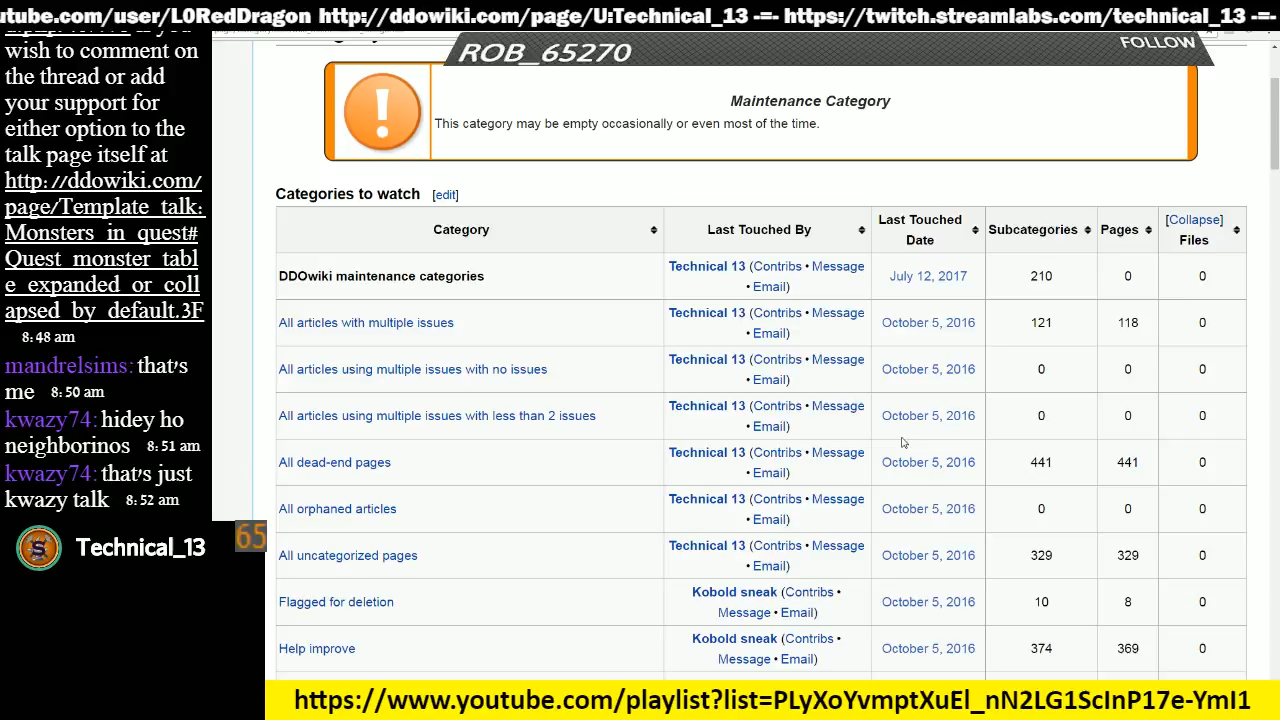 utube.com/user/L0RedDragon http://ddowiki.com/page/U:Technical_13 -=- https://twitch.streamlabs.com/technical_13 -=-
wish to comment on
the thread or add
your support for
either option to the
talk page itself at
http://ddowiki.com/
page/Template_talk:
Monsters_in_quest#
Quest_monster_tabl
e_expanded_or_coll
apsed_by_default.3F
8:48 am
mandrelsims: that's
me 8:50 am
kwazy74: hidey ho
neighborinos 8:51 am
kwazy74: that's just
kwazy talk 8:52 am
Technical_13
65
ROB_65270
FOLLOW
Maintenance Category
This category may be empty occasionally or even most of the time.
Categories to watch [edit]
Category Last Touched By Last Touched Date Subcategories Pages [Collapse] Files
DDOwiki maintenance categories Technical 13 (Contribs • Message • Email) July 12, 2017 210 0 0
All articles with multiple issues Technical 13 (Contribs • Message • Email) October 5, 2016 121 118 0
All articles using multiple issues with no issues Technical 13 (Contribs • Message • Email) October 5, 2016 0 0 0
All articles using multiple issues with less than 2 issues Technical 13 (Contribs • Message • Email) October 5, 2016 0 0 0
All dead-end pages Technical 13 (Contribs • Message • Email) October 5, 2016 441 441 0
All orphaned articles Technical 13 (Contribs • Message • Email) October 5, 2016 0 0 0
All uncategorized pages Technical 13 (Contribs • Message • Email) October 5, 2016 329 329 0
Flagged for deletion Kobold sneak (Contribs • Message • Email) October 5, 2016 10 8 0
Help improve Kobold sneak (Contribs • Message • Email) October 5, 2016 374 369 0
https://www.youtube.com/playlist?list=PLyXoYvmptXuEl_nN2LG1ScInP17e-YmI1